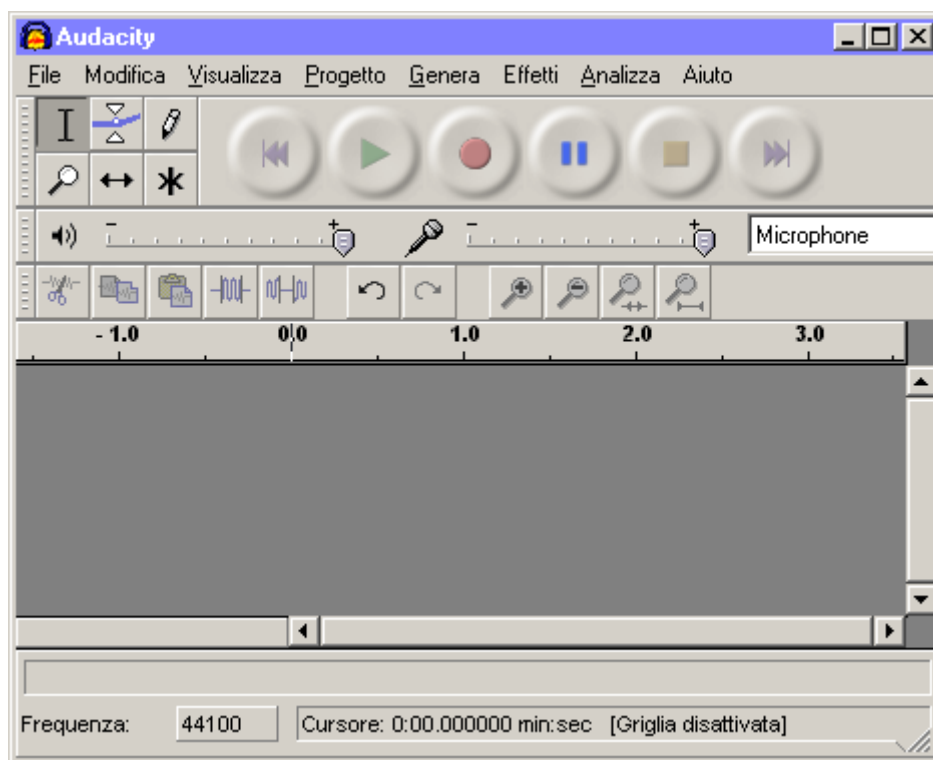 Audacity
File Modifica Visualizza Progetto Genera Effetti Analizza Aiuto
Microphone
- 1.0 0.0 1.0 2.0 3.0
Frequenza: 44100 Cursore: 0:00.000000 min:sec [Griglia disattivata]